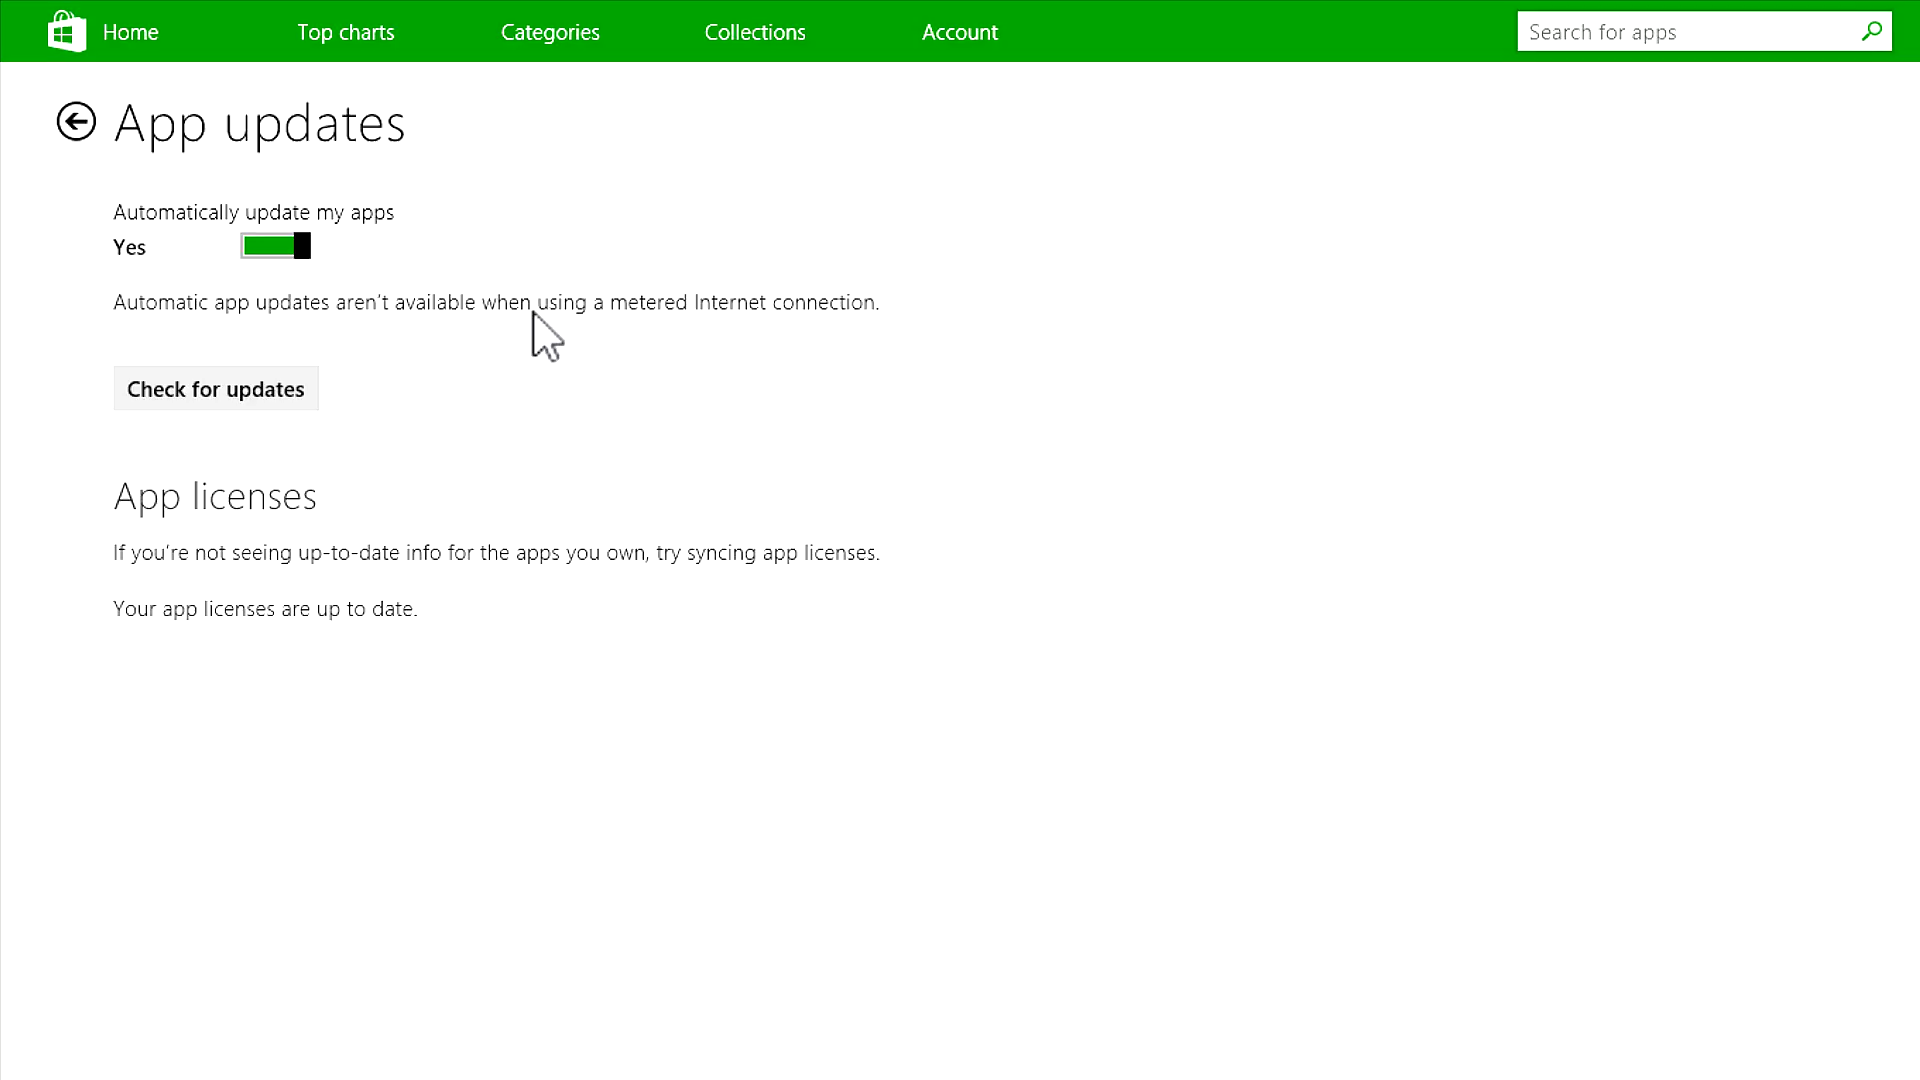 Home Top charts Categories Collections Account Search for apps
App updates
Automatically update my apps
Yes
Automatic app updates aren't available when using a metered Internet connection.
Check for updates
App licenses
If you're not seeing up-to-date info for the apps you own, try syncing app licenses.
Your app licenses are up to date.